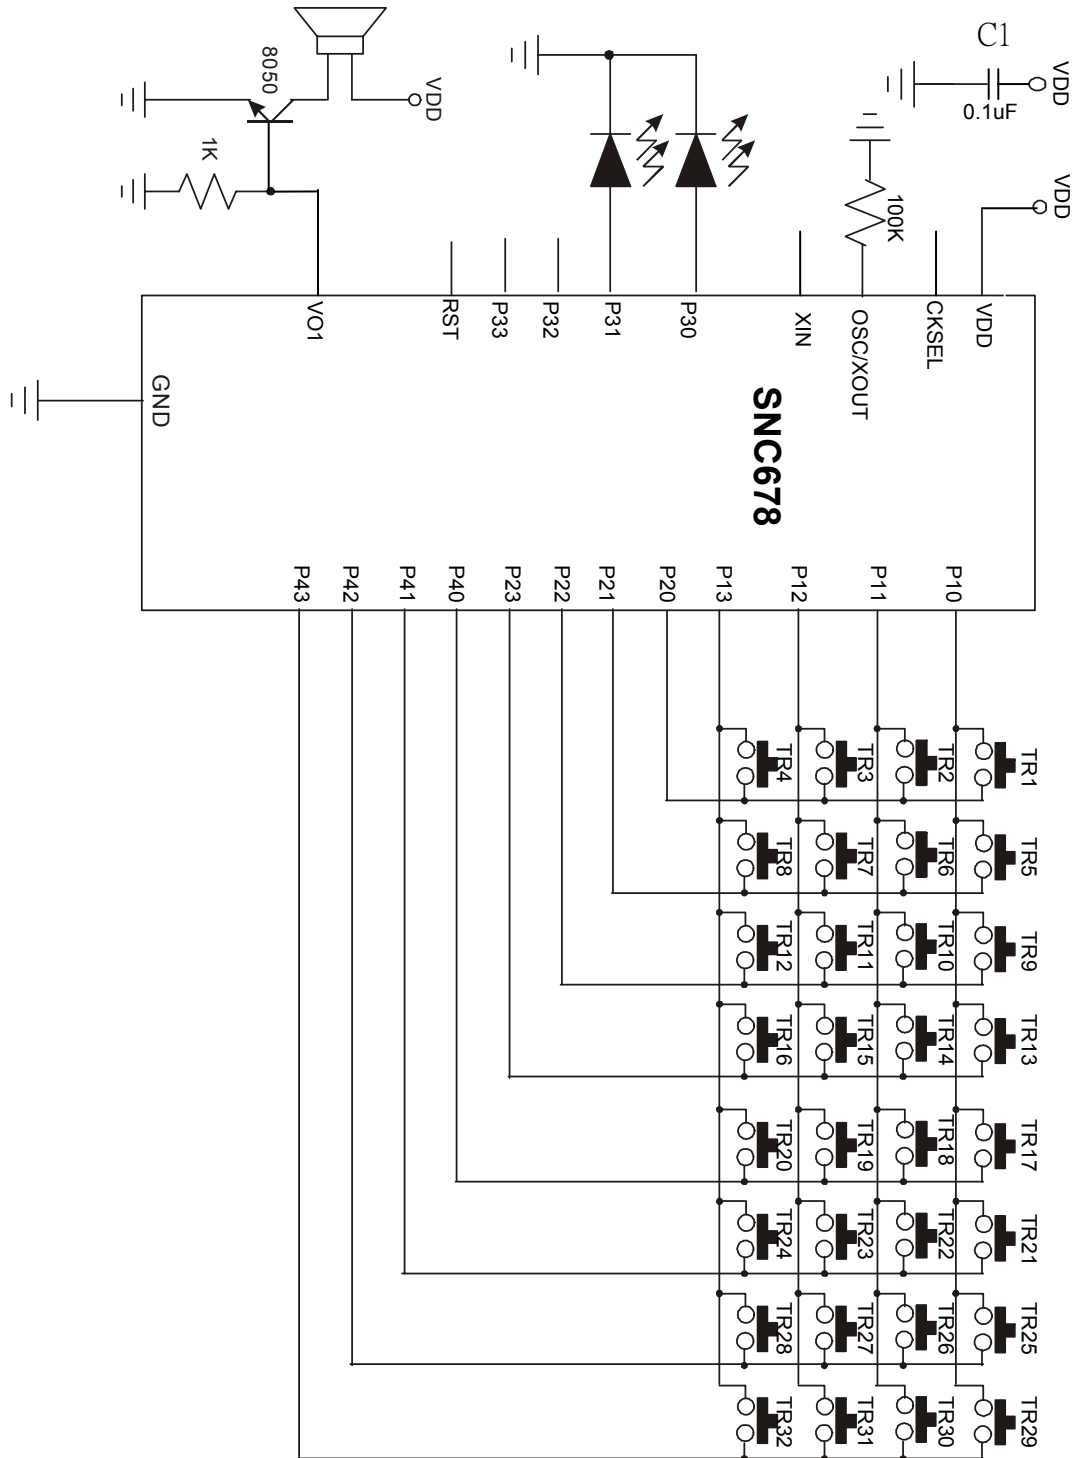 C1
0.1uF
VDD
VDD
8050
VDD
1K
100K
VO1
RST
P33
P32
P31
P30
XIN
OSC/XOUT
CKSEL
VDD
GND
SNC678
P43
P42
P41
P40
P23
P22
P21
P20
P13
P12
P11
P10
TR4
TR3
TR2
TR1
TR8
TR7
TR6
TR5
TR12
TR11
TR10
TR9
TR16
TR15
TR14
TR13
TR20
TR19
TR18
TR17
TR24
TR23
TR22
TR21
TR28
TR27
TR26
TR25
TR32
TR31
TR30
TR29